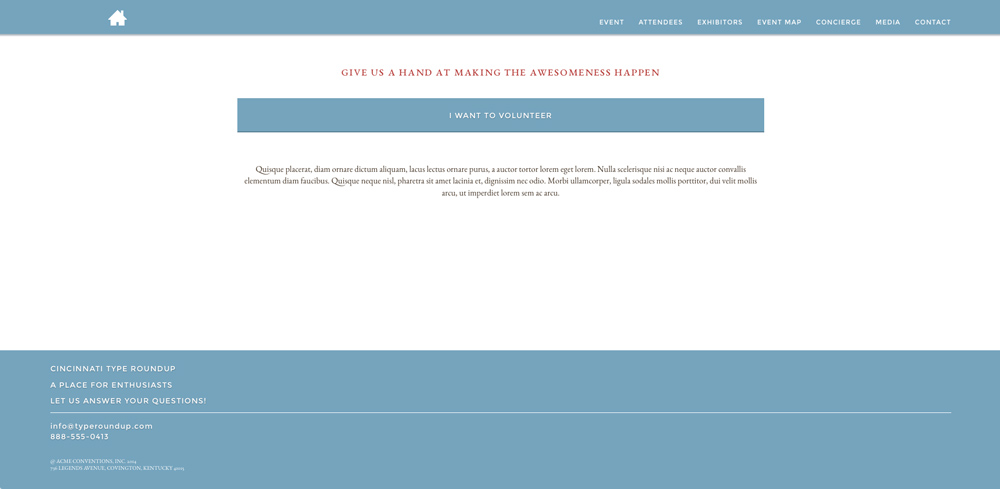 EVENT ATTENDEES EXHIBITORS EVENT MAP CONCIERGE MEDIA CONTACT
GIVE US A HAND AT MAKING THE AWESOMENESS HAPPEN
I WANT TO VOLUNTEER
Quisque placerat, diam ornare dictum aliquam, lacus lectus ornare purus, a auctor tortor lorem eget lorem. Nulla scelerisque nisi ac neque auctor convallis
elementum diam faucibus. Quisque neque nisl, pharetra sit amet lacinia et, dignissim nec odio. Morbi ullamcorper, ligula sodales mollis porttitor, dui velit mollis
arcu, ut imperdiet lorem sem ac arcu.
CINCINNATI TYPE ROUNDUP
A PLACE FOR ENTHUSIASTS
LET US ANSWER YOUR QUESTIONS!
info@typeroundup.com
888-555-0413
@ ACME CONVENTIONS, INC.
LEGENDS AVENUE, COVINGTON, KENTUCKY